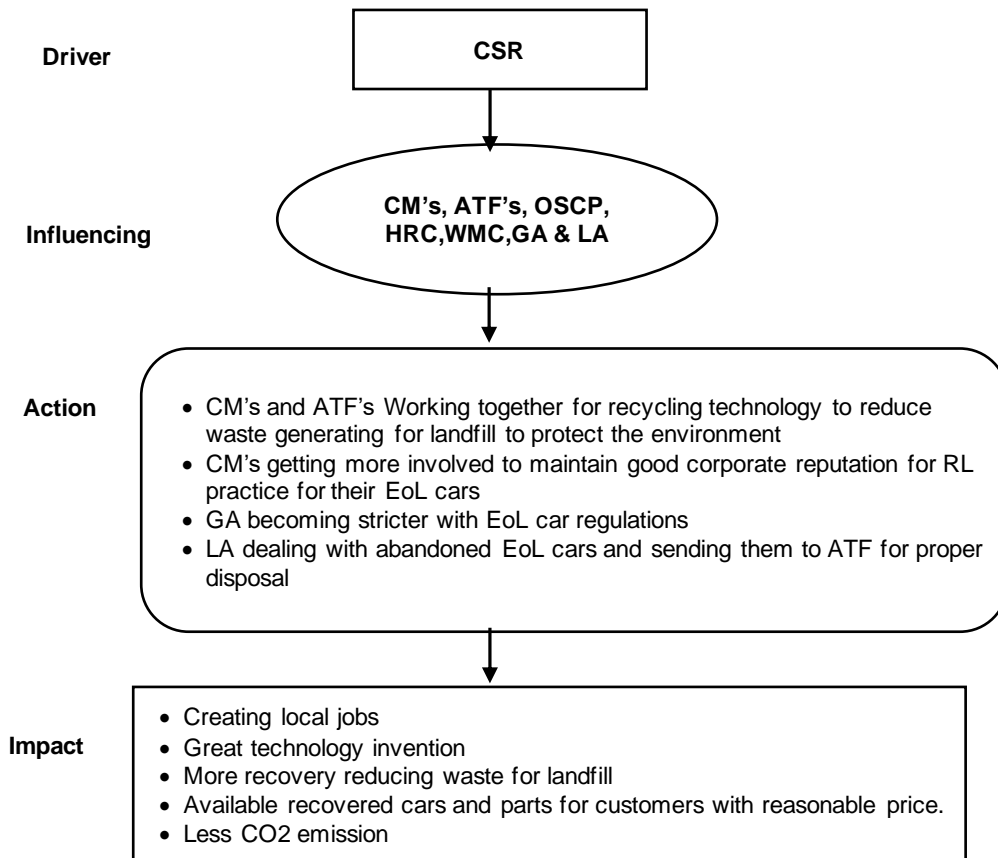 Driver
CSR
Influencing
CM's, ATF's, OSCP,
HRC,WMC,GA & LA
Action
• CM's and ATF's Working together for recycling technology to reduce
waste generating for landfill to protect the environment
• CM's getting more involved to maintain good corporate reputation for RL
practice for their EoL cars
• GA becoming stricter with EoL car regulations
• LA dealing with abandoned EoL cars and sending them to ATF for proper
disposal
Impact
• Creating local jobs
• Great technology invention
• More recovery reducing waste for landfill
• Available recovered cars and parts for customers with reasonable price.
• Less CO2 emission